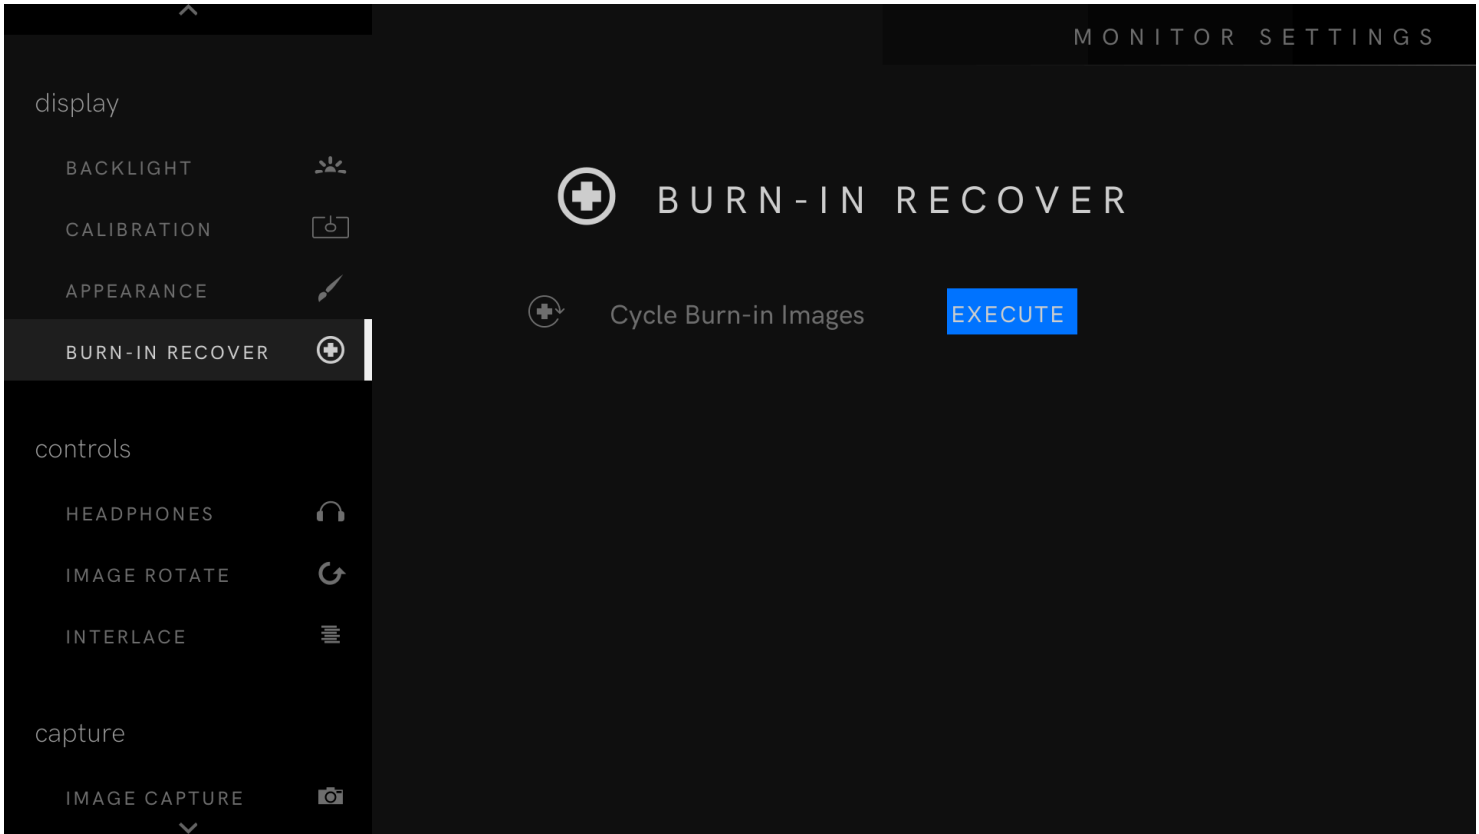 MONITOR SETTINGS
display
BACKLIGHT
CALIBRATION
APPEARANCE
BURN-IN RECOVER
controls
HEADPHONES
IMAGE ROTATE
INTERLACE
capture
IMAGE CAPTURE
BURN-IN RECOVER
Cycle Burn-in Images EXECUTE